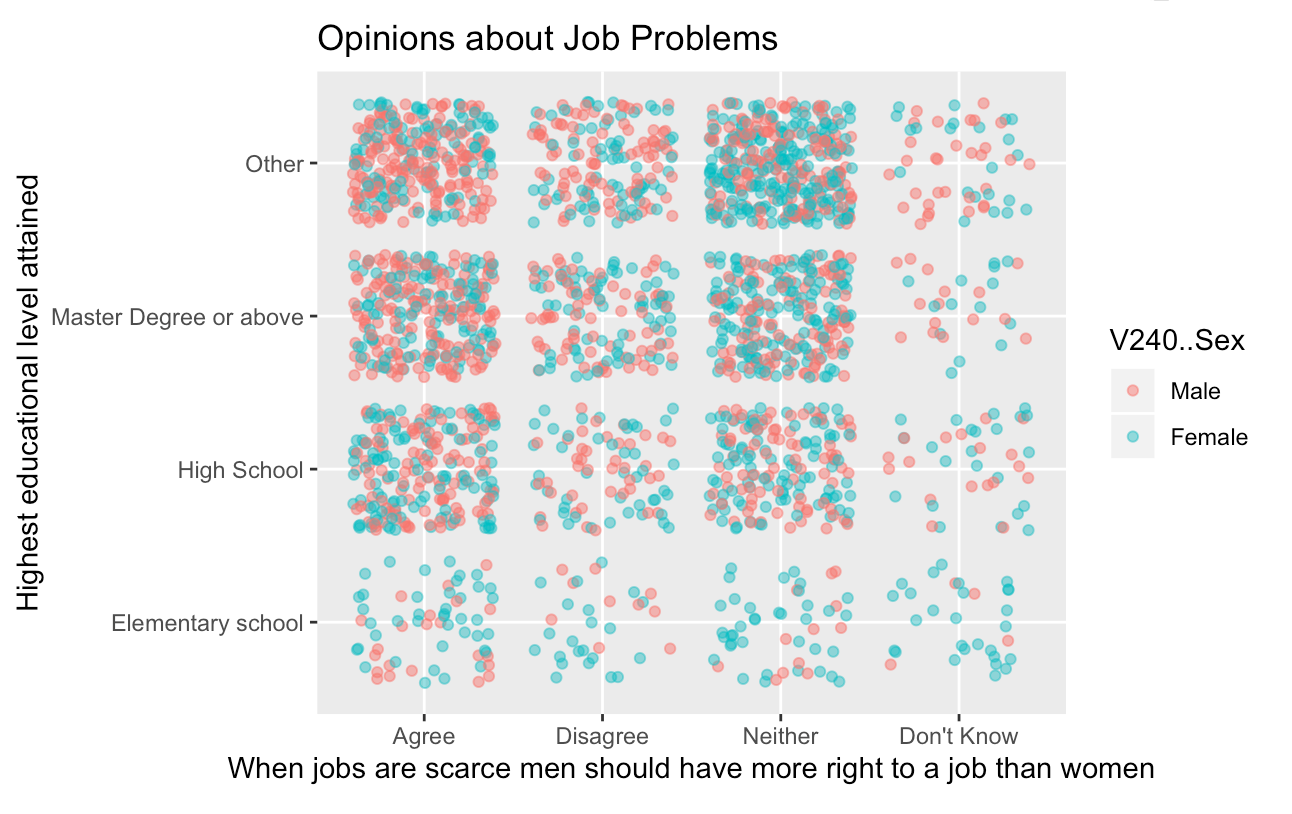 Opinions about Job Problems
Highest educational level attained
Other
Master Degree or above
High School
Elementary school
Agree
Disagree
Neither
Don't Know
When jobs are scarce men should have more right to a job than women
V240..Sex
Male
Female